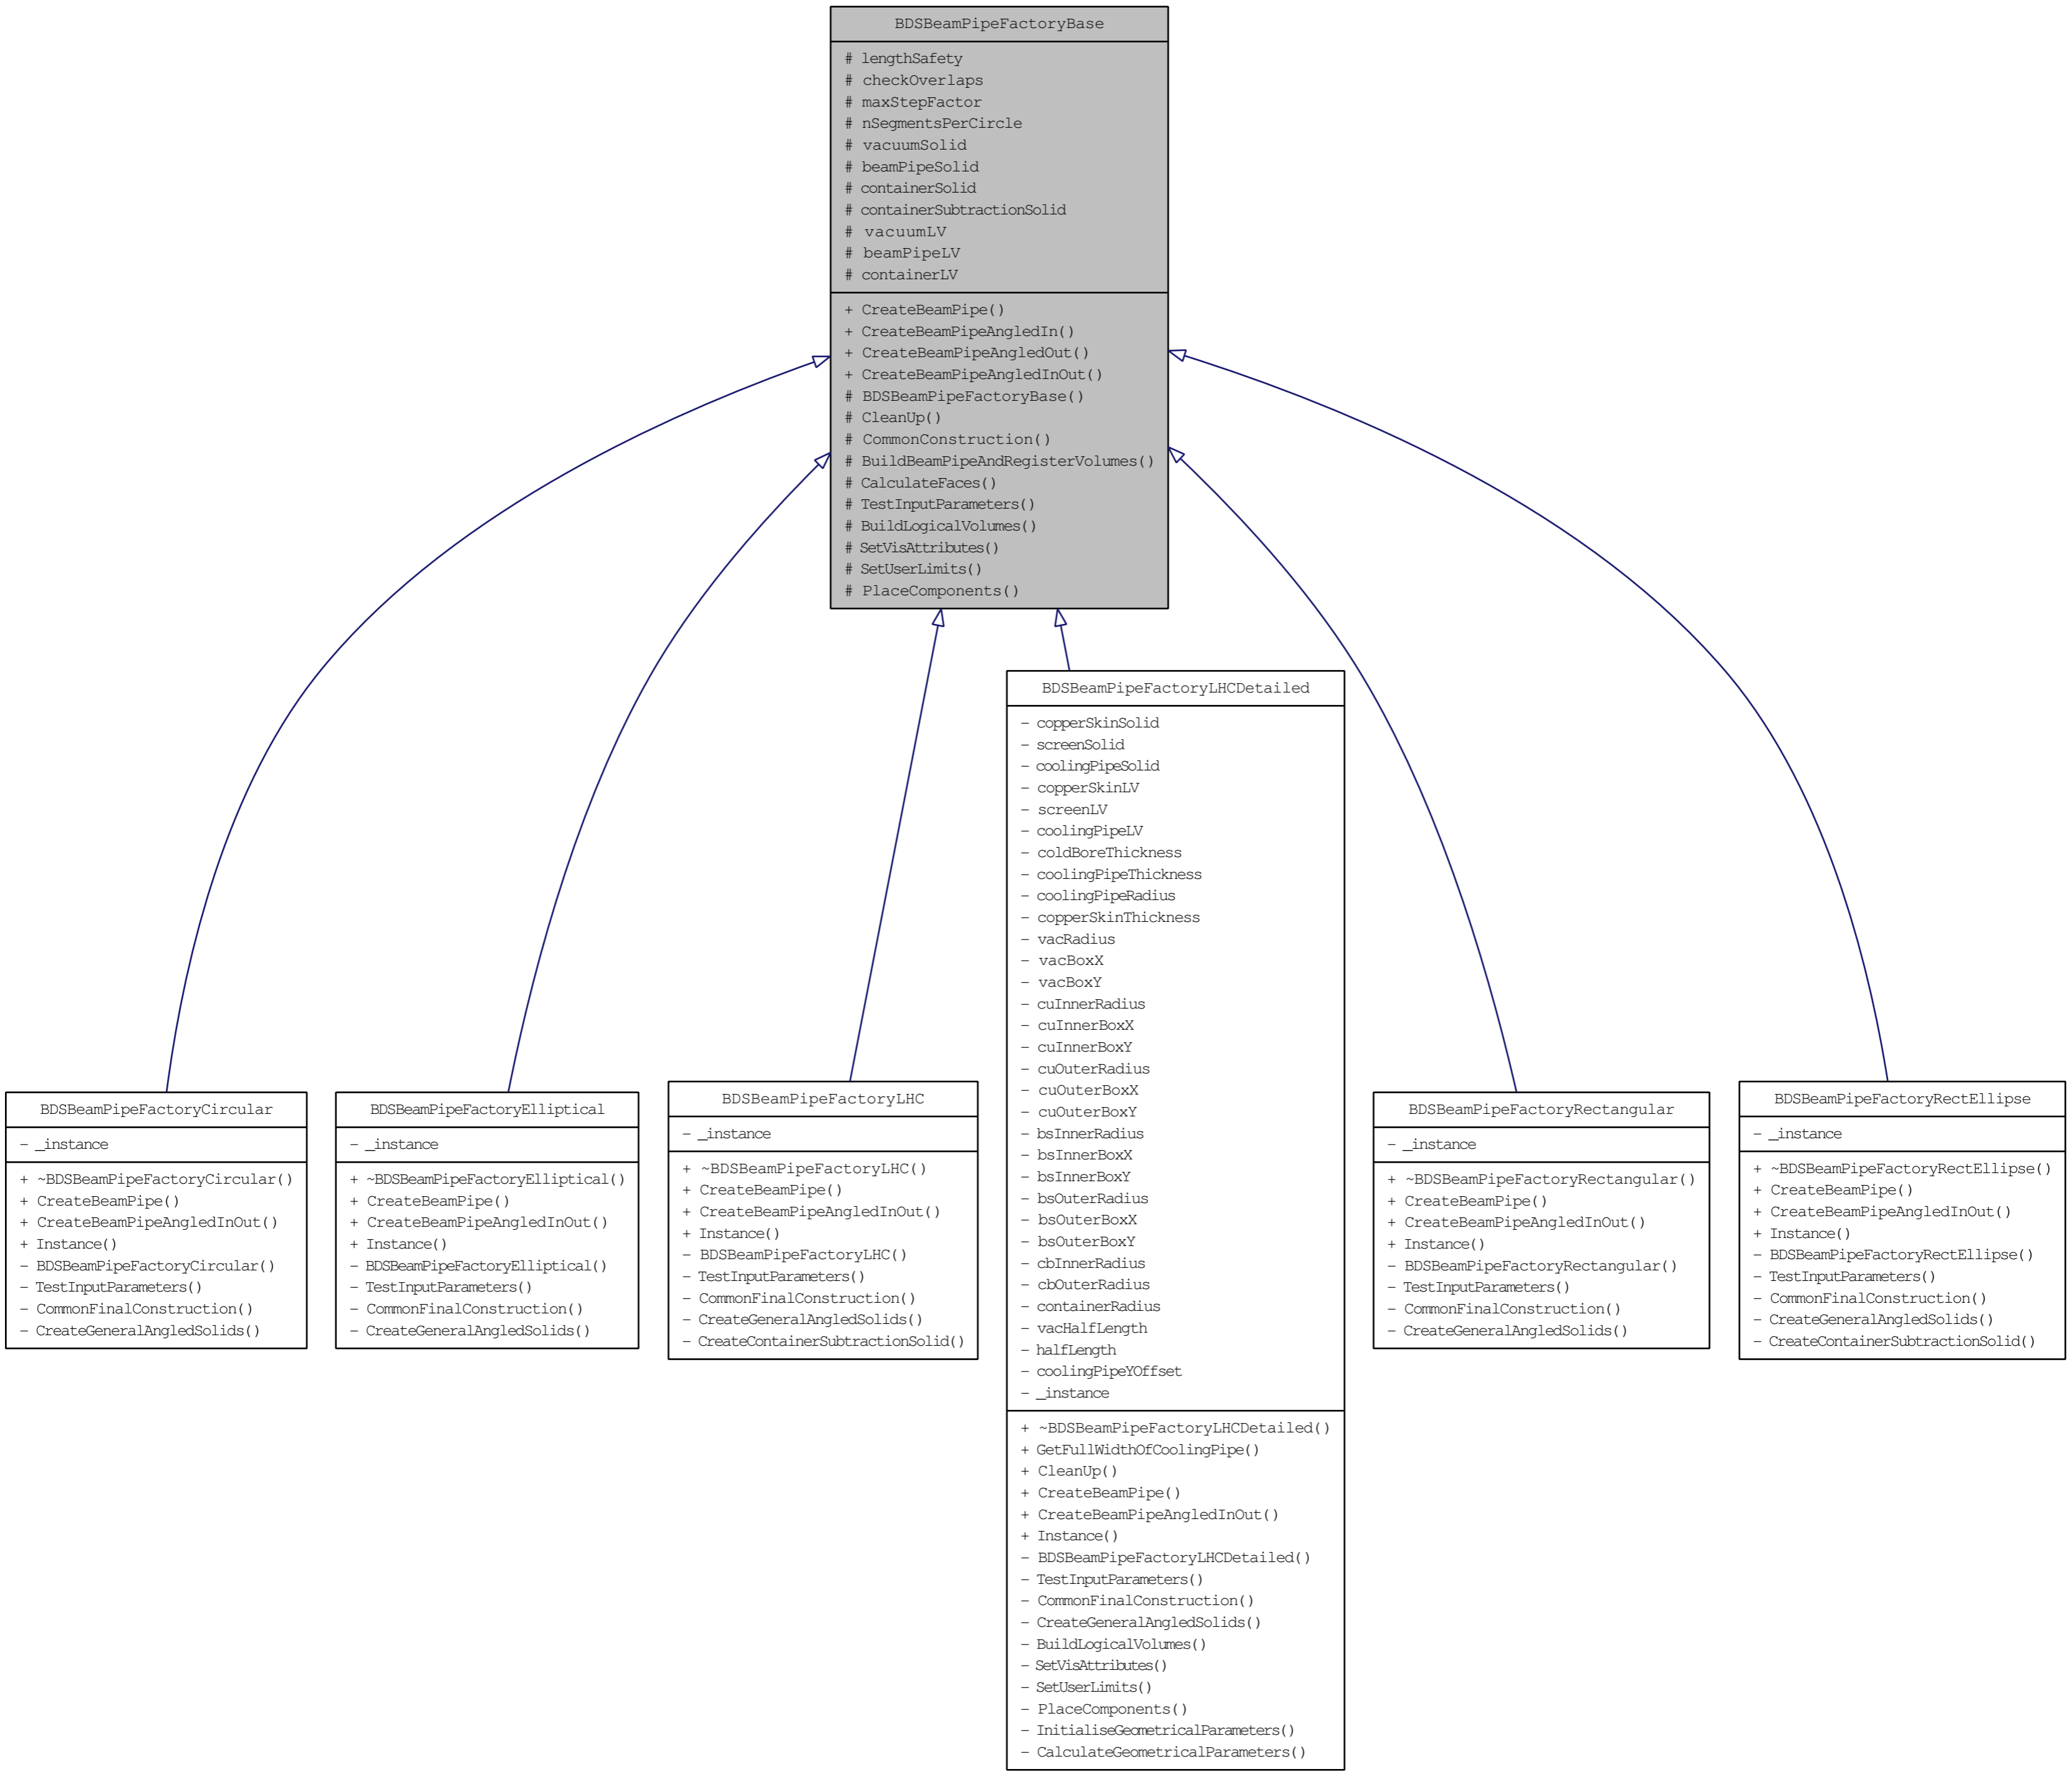 BDSBeamPipeFactoryBase
# lengthSafety
# checkOverlaps
# maxStepFactor
# nSegmentsPerCircle
# vacuumSolid
# beamPipeSolid
# containerSolid
# containerSubtractionSolid
# vacuumLV
# beamPipeLV
# containerLV
+ CreateBeamPipe()
+ CreateBeamPipeAngledIn()
+ CreateBeamPipeAngledOut()
+ CreateBeamPipeAngledInOut()
# BDSBeamPipeFactoryBase()
# CleanUp()
# CommonConstruction()
# BuildBeamPipeAndRegisterVolumes()
# CalculateFaces()
# TestInputParameters()
# BuildLogicalVolumes()
# SetVisAttributes()
# SetUserLimits()
# PlaceComponents()
BDSBeamPipeFactoryCircular
- _instance
+ ~BDSBeamPipeFactoryCircular()
+ CreateBeamPipe()
+ CreateBeamPipeAngledInOut()
+ Instance()
- BDSBeamPipeFactoryCircular()
- TestInputParameters()
- CommonFinalConstruction()
- CreateGeneralAngledSolids()
BDSBeamPipeFactoryElliptical
- _instance
+ ~BDSBeamPipeFactoryElliptical()
+ CreateBeamPipe()
+ CreateBeamPipeAngledInOut()
+ Instance()
- BDSBeamPipeFactoryElliptical()
- TestInputParameters()
- CommonFinalConstruction()
- CreateGeneralAngledSolids()
BDSBeamPipeFactoryLHC
- _instance
+ ~BDSBeamPipeFactoryLHC()
+ CreateBeamPipe()
+ CreateBeamPipeAngledInOut()
+ Instance()
- BDSBeamPipeFactoryLHC()
- TestInputParameters()
- CommonFinalConstruction()
- CreateGeneralAngledSolids()
- CreateContainerSubtractionSolid()
BDSBeamPipeFactoryLHCDetailed
- copperSkinSolid
- screenSolid
- coolingPipeSolid
- copperSkinLV
- screenLV
- coolingPipeLV
- coldBoreThickness
- coolingPipeThickness
- coolingPipeRadius
- copperSkinThickness
- vacRadius
- vacBoxX
- vacBoxY
- cuInnerRadius
- cuInnerBoxX
- cuInnerBoxY
- cuOuterRadius
- cuOuterBoxX
- cuOuterBoxY
- bsInnerRadius
- bsInnerBoxX
- bsInnerBoxY
- bsOuterRadius
- bsOuterBoxX
- bsOuterBoxY
- cbInnerRadius
- cbOuterRadius
- containerRadius
- vacHalfLength
- halfLength
- coolingPipeYOffset
- _instance
+ ~BDSBeamPipeFactoryLHCDetailed()
+ GetFullWidthOfCoolingPipe()
+ CleanUp()
+ CreateBeamPipe()
+ CreateBeamPipeAngledInOut()
+ Instance()
- BDSBeamPipeFactoryLHCDetailed()
- TestInputParameters()
- CommonFinalConstruction()
- CreateGeneralAngledSolids()
- BuildLogicalVolumes()
- SetVisAttributes()
- SetUserLimits()
- PlaceComponents()
- InitialiseGeometricalParameters()
- CalculateGeometricalParameters()
BDSBeamPipeFactoryRectangular
- _instance
+ ~BDSBeamPipeFactoryRectangular()
+ CreateBeamPipe()
+ CreateBeamPipeAngledInOut()
+ Instance()
- BDSBeamPipeFactoryRectangular()
- TestInputParameters()
- CommonFinalConstruction()
- CreateGeneralAngledSolids()
BDSBeamPipeFactoryRectEllipse
- _instance
+ ~BDSBeamPipeFactoryRectEllipse()
+ CreateBeamPipe()
+ CreateBeamPipeAngledInOut()
+ Instance()
- BDSBeamPipeFactoryRectEllipse()
- TestInputParameters()
- CommonFinalConstruction()
- CreateGeneralAngledSolids()
- CreateContainerSubtractionSolid()